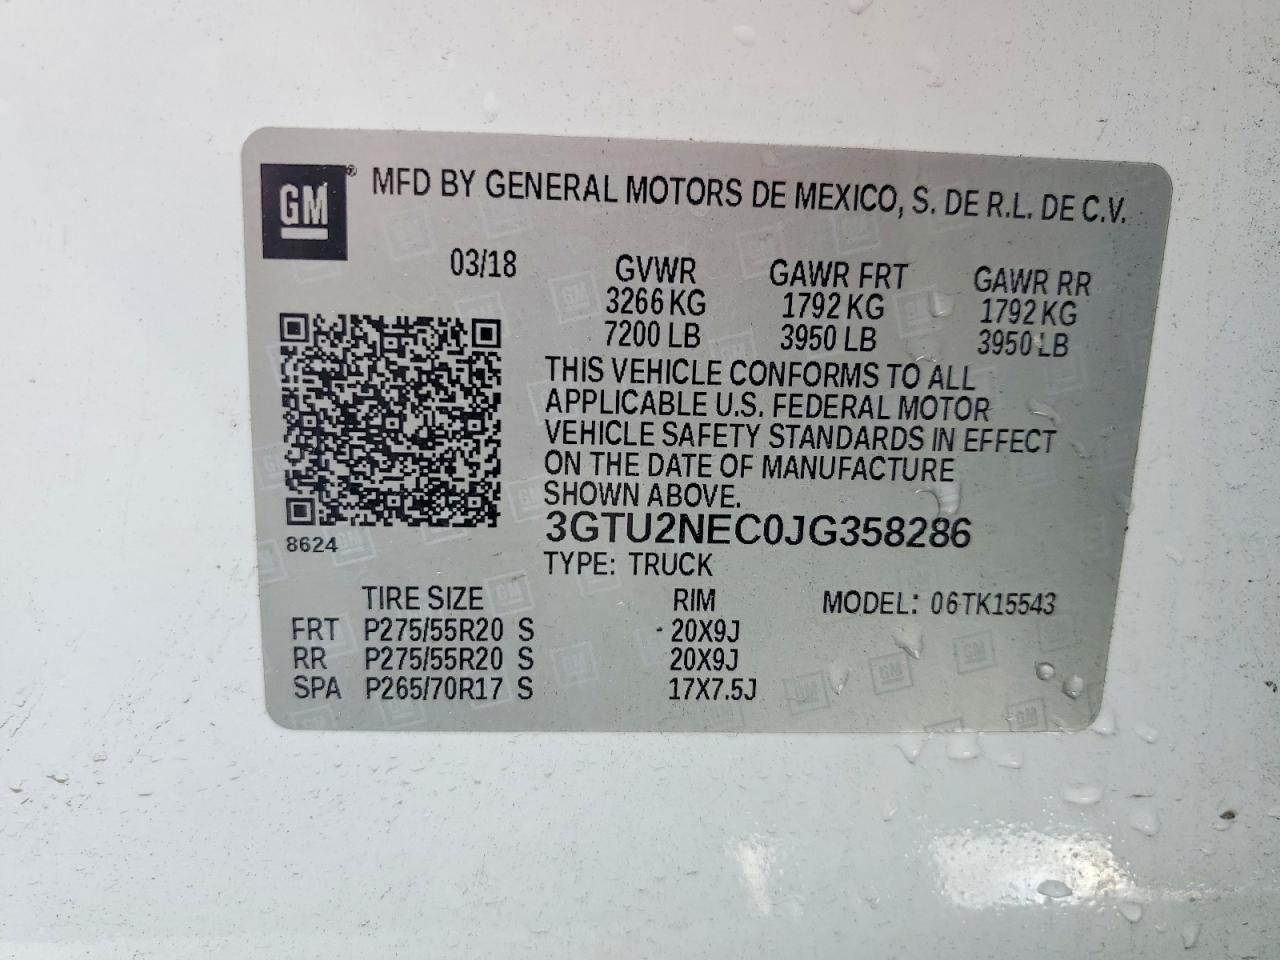 GM® MFD BY GENERAL MOTORS DE MEXICO, S. DE R.L. DE C.V.
03/18 GVWR GAWR FRT GAWR RR
3266 KG 1792 KG 1792 KG
7200 LB 3950 LB 3950 LB
THIS VEHICLE CONFORMS TO ALL
APPLICABLE U.S. FEDERAL MOTOR
VEHICLE SAFETY STANDARDS IN EFFECT
ON THE DATE OF MANUFACTURE
SHOWN ABOVE.
3GTU2NEC0JG358286
8624
TYPE: TRUCK
TIRE SIZE RIM MODEL: 06TK15543
FRT P275/55R20 S 20X9J
RR P275/55R20 S 20X9J
SPA P265/70R17 S 17X7.5J